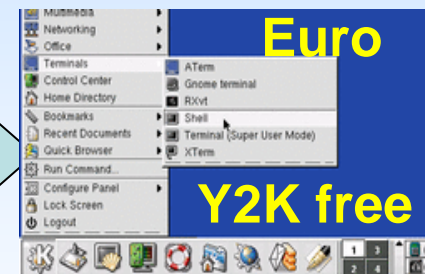 Multimedia
Networking
Office
Terminals
Control Center
Home Directory
Bookmarks
Recent Documents
Quick Browser
Run Command...
Configure Panel
Lock Screen
Logout
ATerm
Gnome terminal
RXvt
Shell
Terminal (Super User Mode)
XTerm
Euro
Y2K free
1 3
2 4